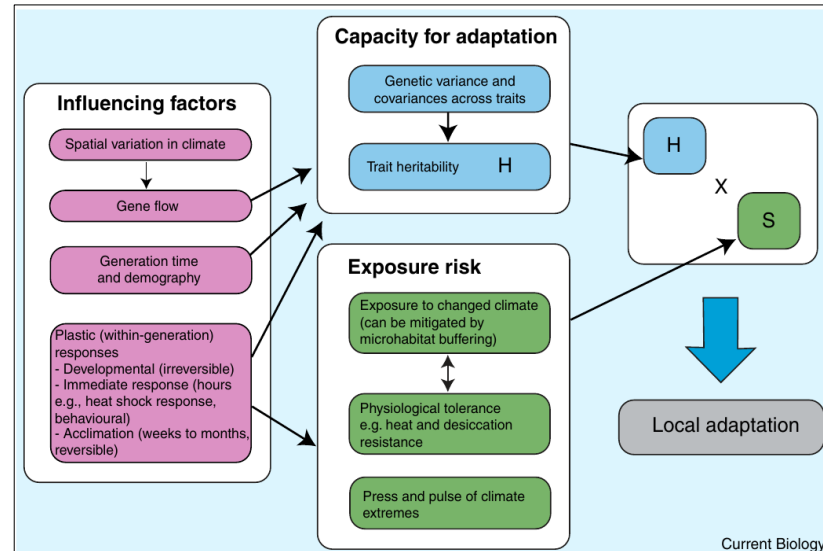 Influencing factors
Spatial variation in climate
Gene flow
Generation time
and demography
Plastic (within-generation)
responses
- Developmental (irreversible)
- Immediate response (hours
e.g., heat shock response,
behavioural)
- Acclimation (weeks to months,
reversible)
Capacity for adaptation
Genetic variance and
covariances across traits
Trait heritability H
Exposure risk
Exposure to changed climate
(can be mitigated by
microhabitat buffering)
Physiological tolerance
e.g. heat and desiccation
resistance
Press and pulse of climate
extremes
H
X
S
Local adaptation
Current Biology